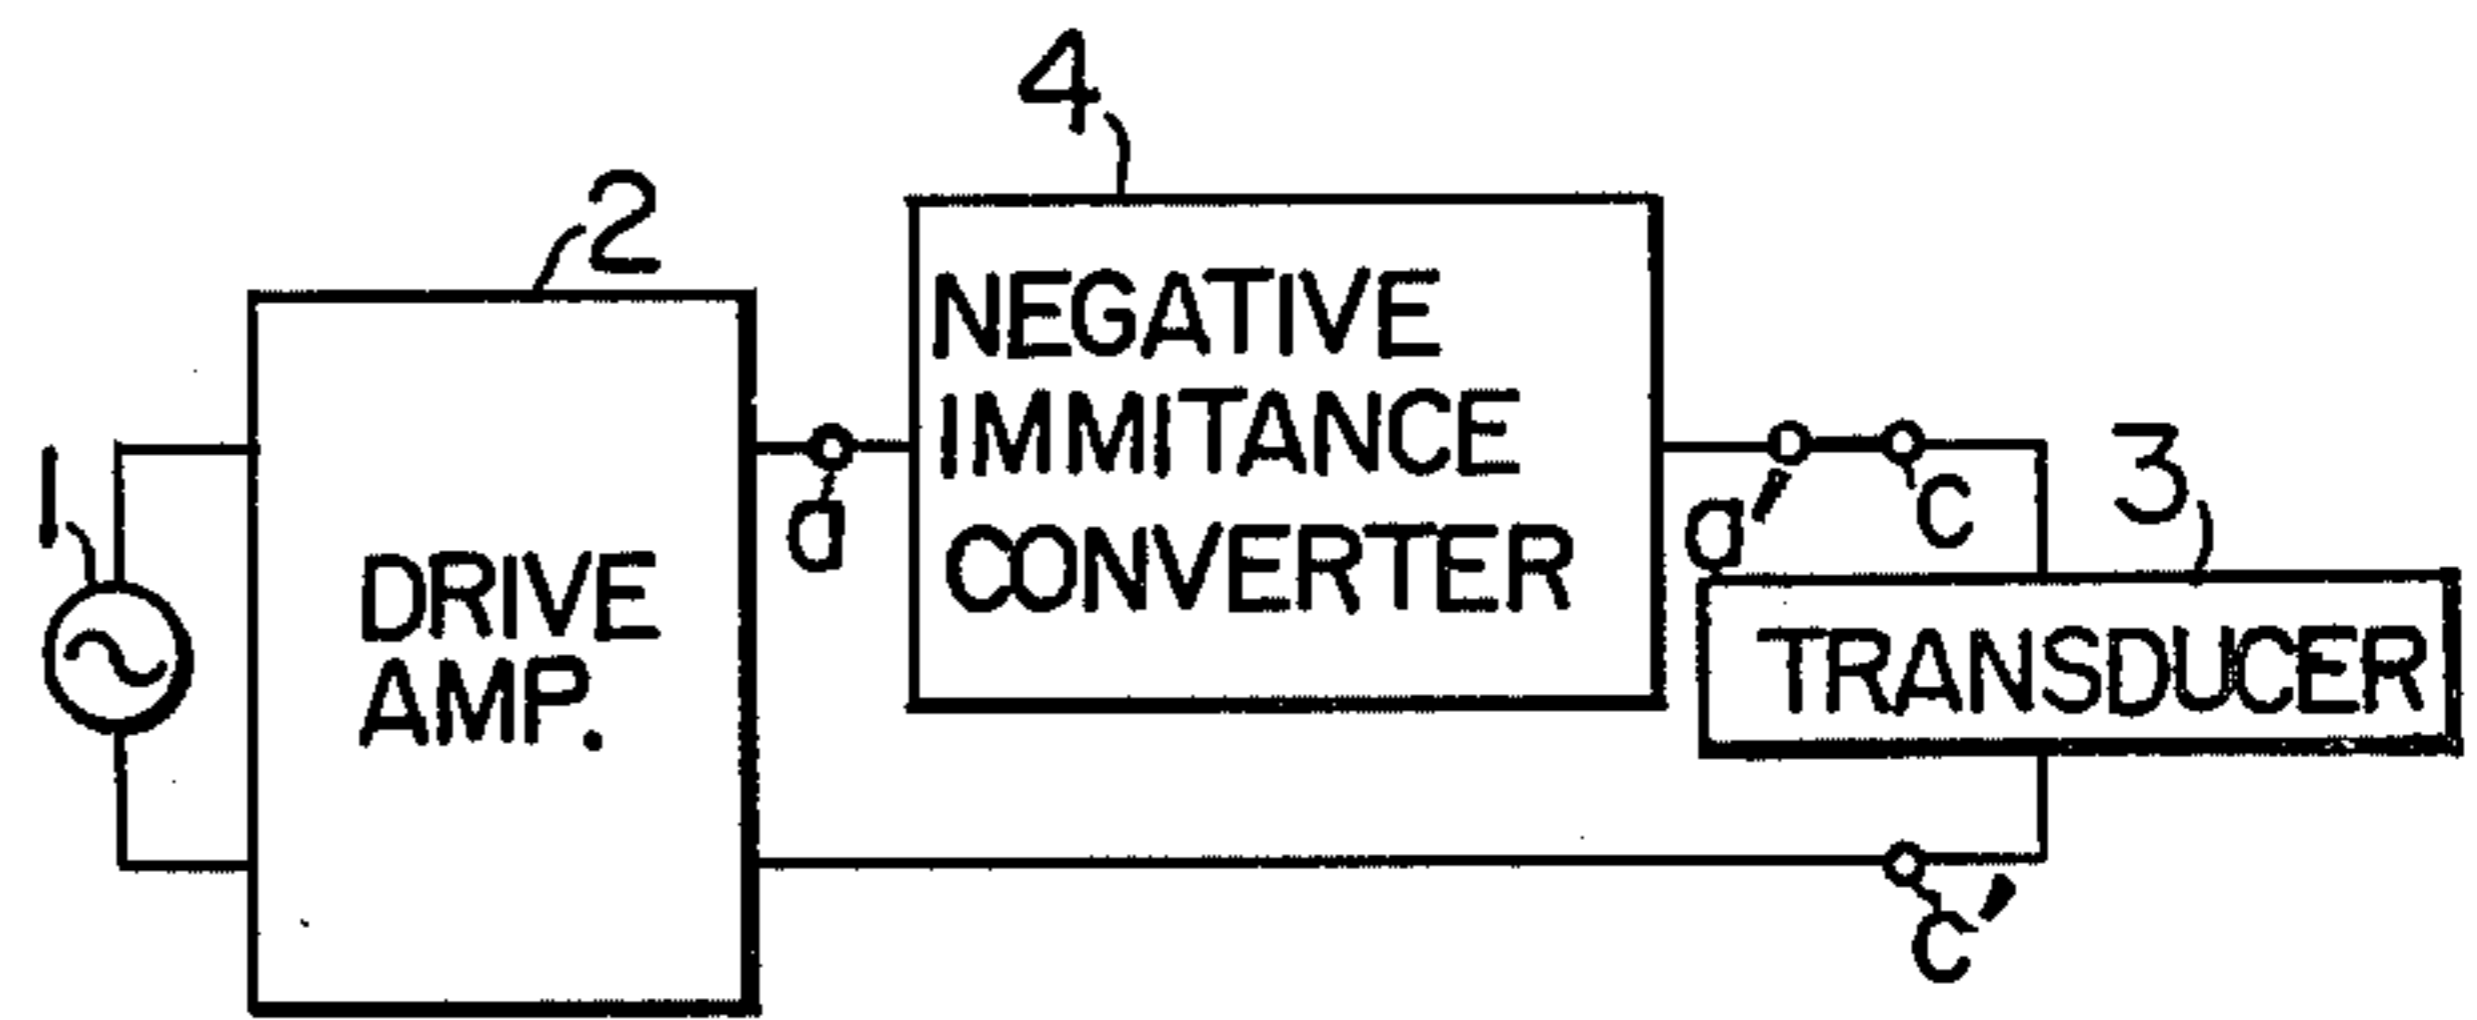 1
2
DRIVE
AMP.
a
4
NEGATIVE
IMMITANCE
CONVERTER
a'
c
3
TRANSDUCER
c'